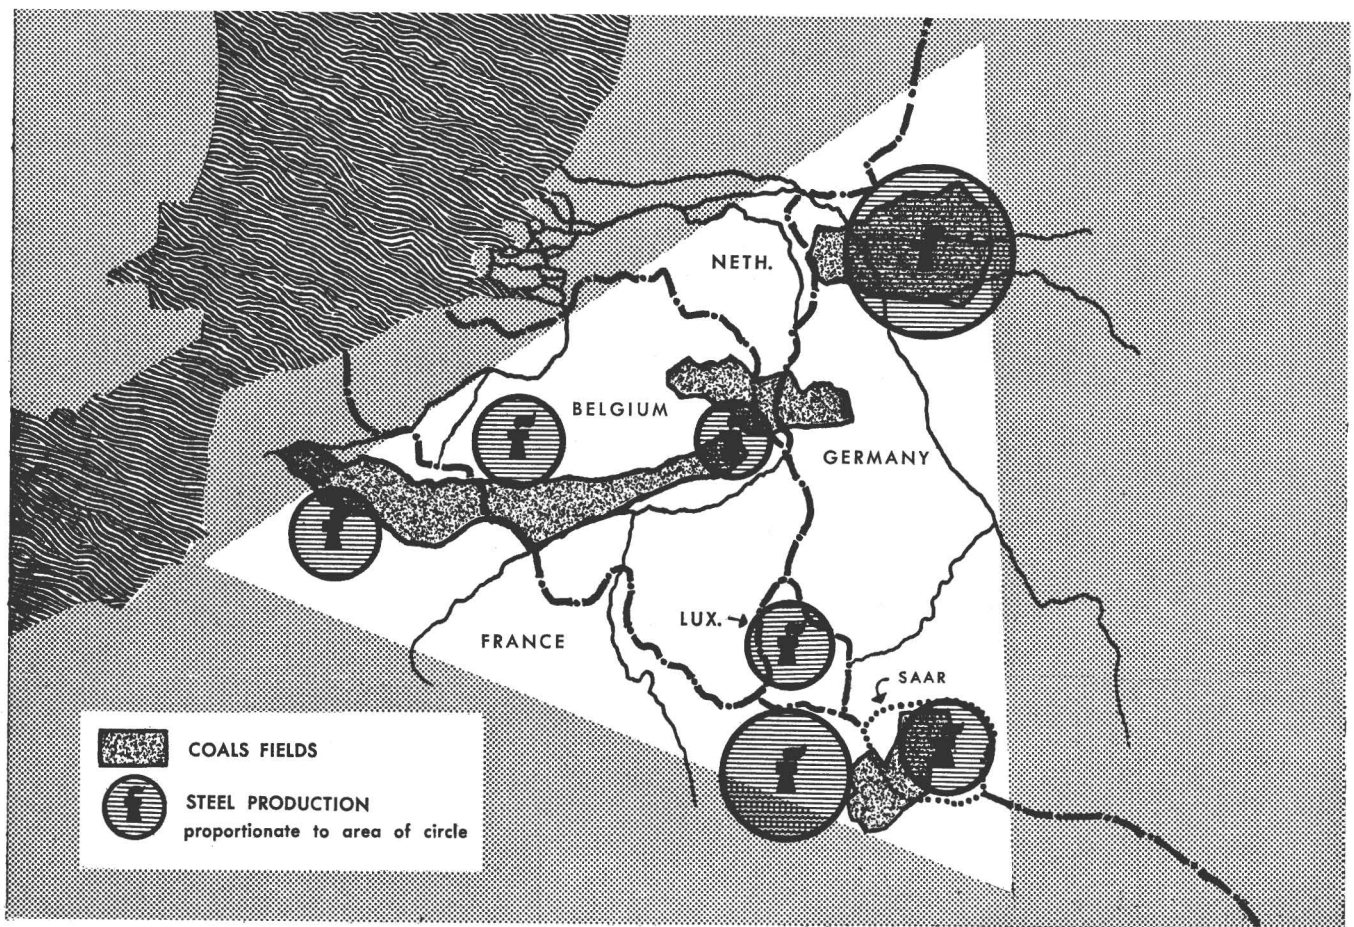 NETH.
BELGIUM
GERMANY
LUX.
FRANCE
SAAR
COALS FIELDS
STEEL PRODUCTION
proportionate to area of circle